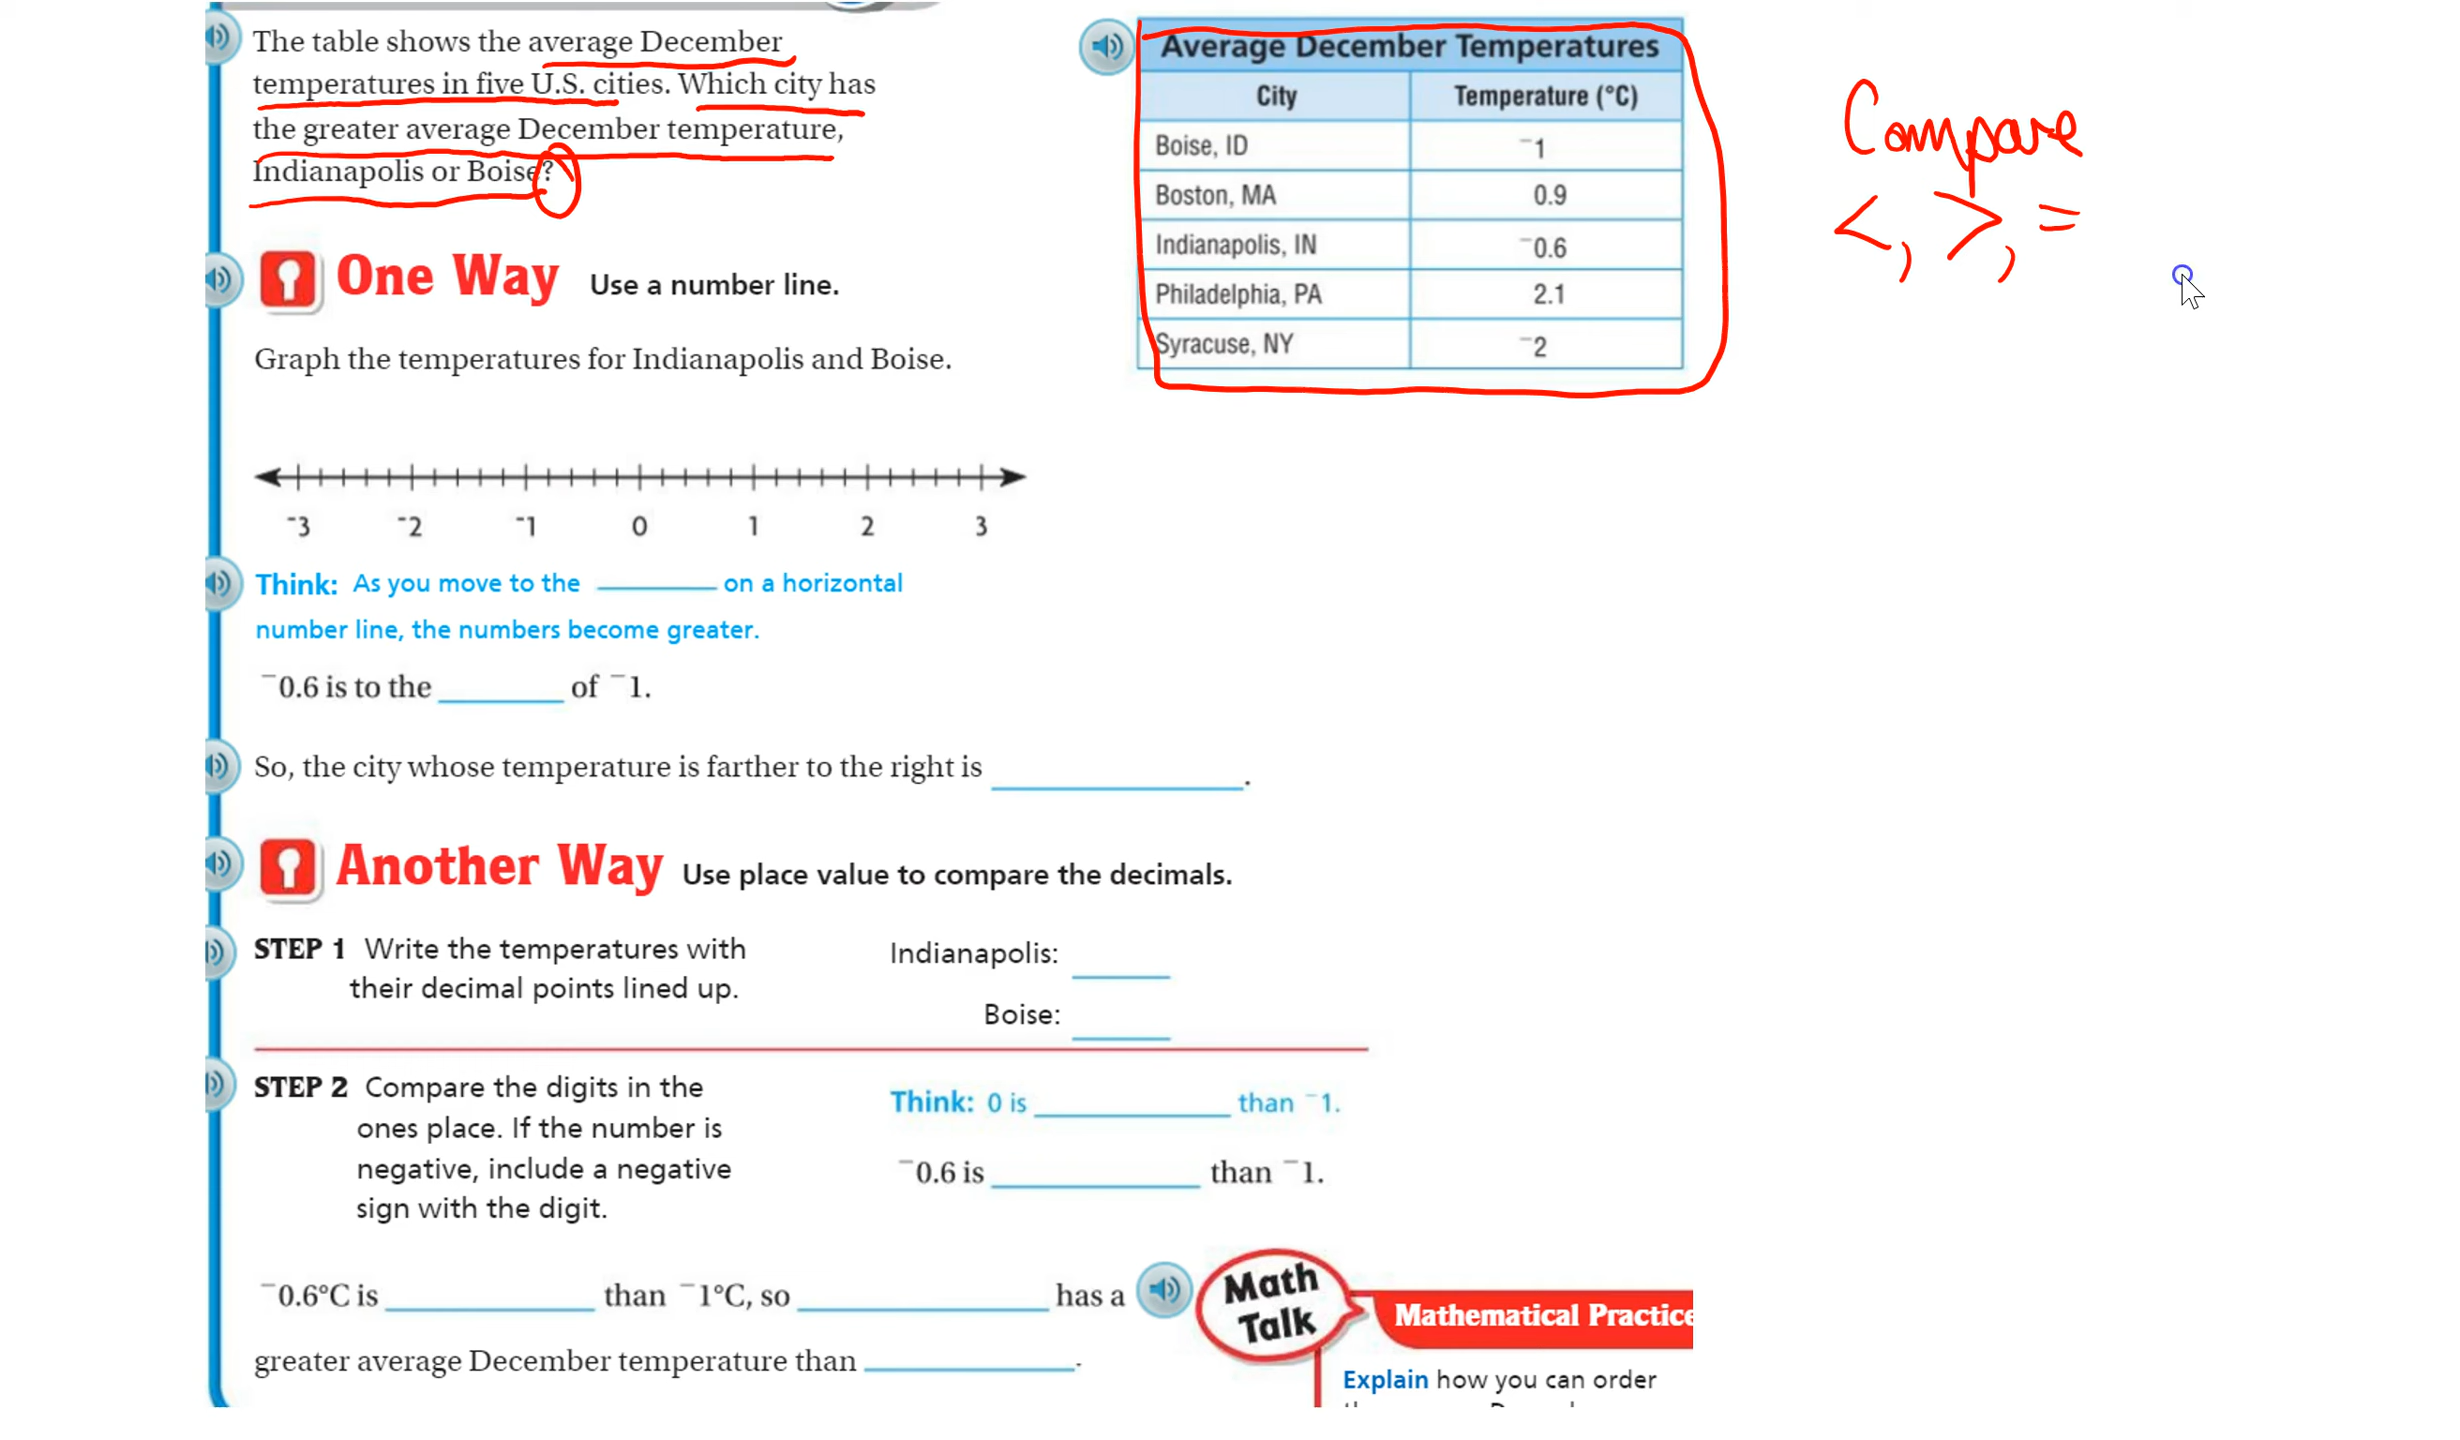 The table shows the average December
temperatures in five U.S. cities. Which city has
the greater average December temperature,
Indianapolis or Boise?
Average December Temperatures
City Temperature (°C)
Boise, ID ⁻1
Boston, MA 0.9
Indianapolis, IN ⁻0.6
Philadelphia, PA 2.1
Syracuse, NY ⁻2
Compare
<, >, =
One Way Use a number line.
Graph the temperatures for Indianapolis and Boise.
⁻3 ⁻2 ⁻1 0 1 2 3
Think: As you move to the ________ on a horizontal
number line, the numbers become greater.
⁻0.6 is to the ________ of ⁻1.
So, the city whose temperature is farther to the right is ________.
Another Way Use place value to compare the decimals.
STEP 1 Write the temperatures with
their decimal points lined up.
Indianapolis: ________
Boise: ________
STEP 2 Compare the digits in the
ones place. If the number is
negative, include a negative
sign with the digit.
Think: 0 is ________ than ⁻1.
⁻0.6 is ________ than ⁻1.
⁻0.6°C is ________ than ⁻1°C, so ________ has a
greater average December temperature than ________.
Math
Talk
Mathematical Practice
Explain how you can order